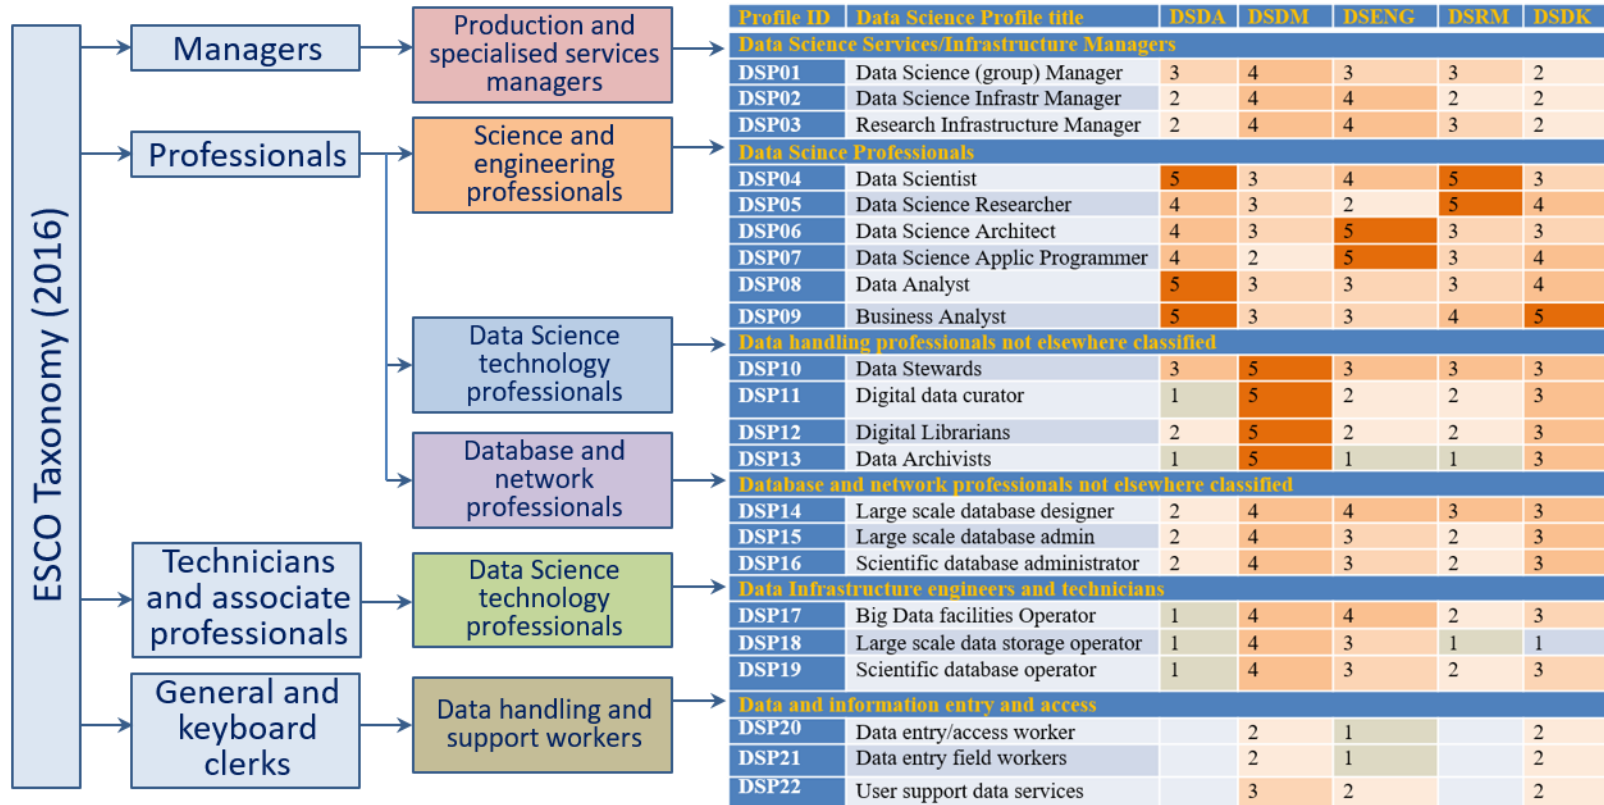 ESCO Taxonomy (2016)
Managers
Professionals
Technicians
and associate
professionals
General and
keyboard
clerks
Production and
specialised services
managers
Science and
engineering
professionals
Data Science
technology
professionals
Database and
network
professionals
Data Science
technology
professionals
Data handling and
support workers
Profile ID Data Science Profile title DSDA DSDM DSENG DSRM DSDK
Data Science Services/Infrastructure Managers
DSP01 Data Science (group) Manager 3 4 3 3 2
DSP02 Data Science Infrastr Manager 2 4 4 2 2
DSP03 Research Infrastructure Manager 2 4 4 3 2
Data Scince Professionals
DSP04 Data Scientist 5 3 4 5 3
DSP05 Data Science Researcher 4 3 2 5 4
DSP06 Data Science Architect 4 3 5 3 3
DSP07 Data Science Applic Programmer 4 2 5 3 4
DSP08 Data Analyst 5 3 3 3 4
DSP09 Business Analyst 5 3 3 4 5
Data handling professionals not elsewhere classified
DSP10 Data Stewards 3 5 3 3 3
DSP11 Digital data curator 1 5 2 2 3
DSP12 Digital Librarians 2 5 2 2 3
DSP13 Data Archivists 1 5 1 1 3
Database and network professionals not elsewhere classified
DSP14 Large scale database designer 2 4 4 3 3
DSP15 Large scale database admin 2 4 3 2 3
DSP16 Scientific database administrator 2 4 3 2 3
Data Infrastructure engineers and technicians
DSP17 Big Data facilities Operator 1 4 4 2 3
DSP18 Large scale data storage operator 1 4 3 1 1
DSP19 Scientific database operator 1 4 3 2 3
Data and information entry and access
DSP20 Data entry/access worker 2 1 2
DSP21 Data entry field workers 2 1 2
DSP22 User support data services 3 2 2